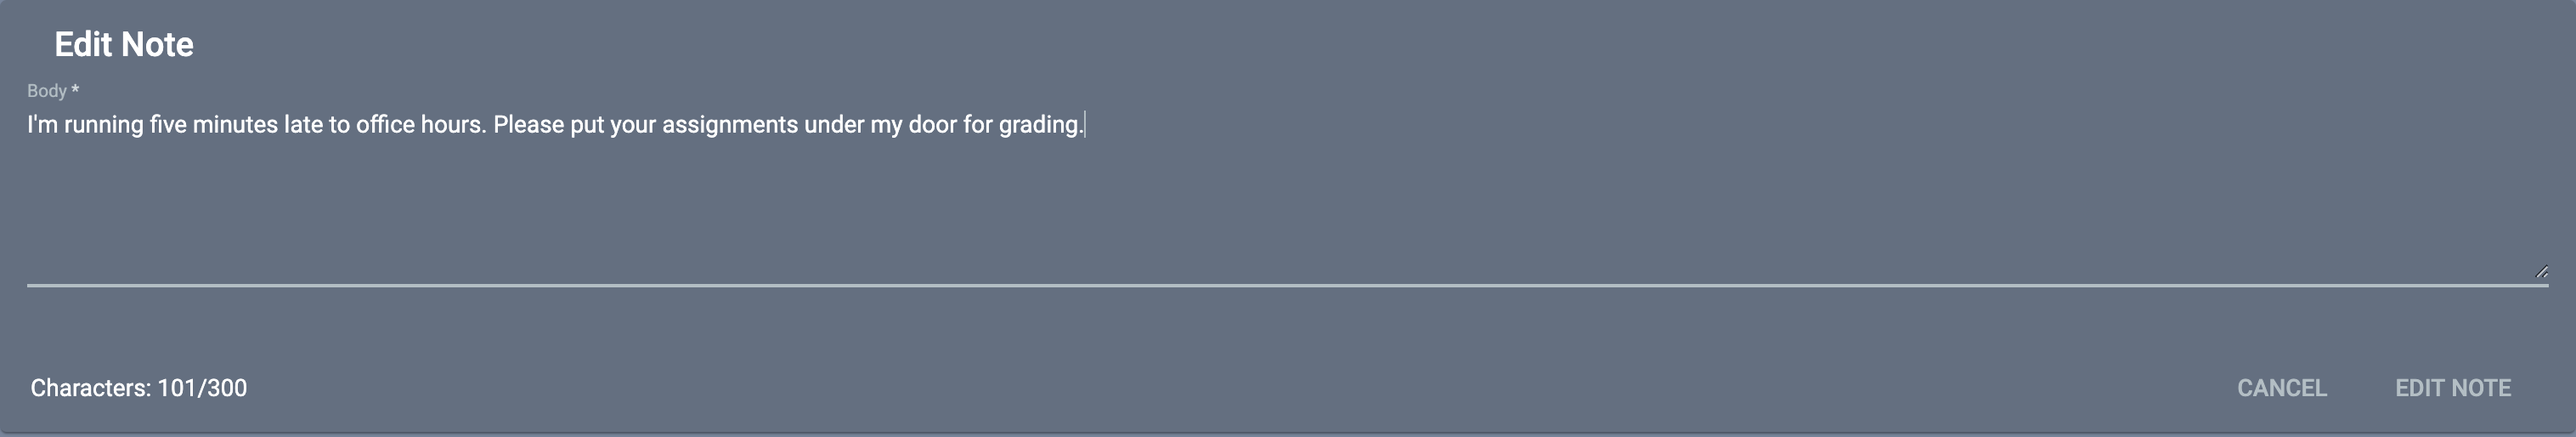 Edit Note
Body *
I'm running five minutes late to office hours. Please put your assignments under my door for grading.
Characters: 101/300
CANCEL EDIT NOTE